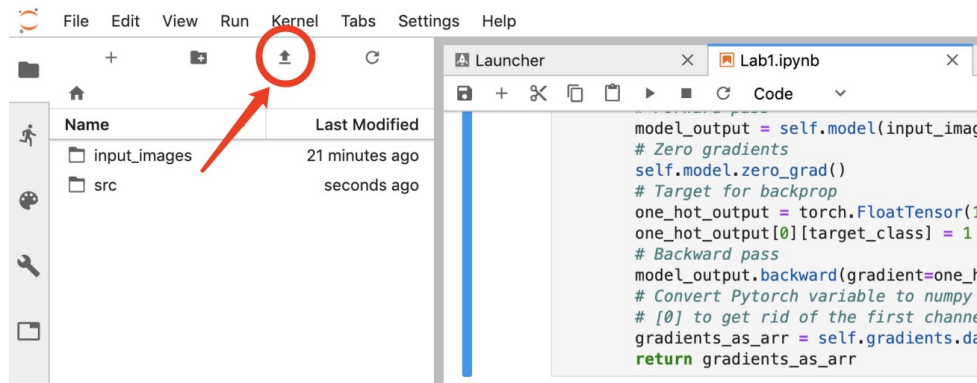 File Edit View Run Kernel Tabs Settings Help
Launcher
Lab1.ipynb
Code
Name Last Modified
input_images 21 minutes ago
src seconds ago
model_output = self.model(input_imag
# Zero gradients
self.model.zero_grad()
# Target for backprop
one_hot_output = torch.FloatTensor(1
one_hot_output[0][target_class] = 1
# Backward pass
model_output.backward(gradient=one_h
# Convert Pytorch variable to numpy
# [0] to get rid of the first channe
gradients_as_arr = self.gradients.da
return gradients_as_arr